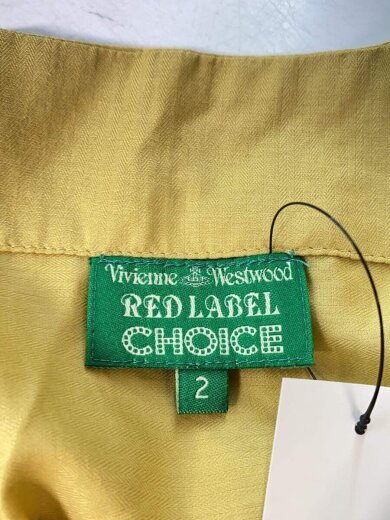 Vivienne Westwood
RED LABEL
CHOICE
2